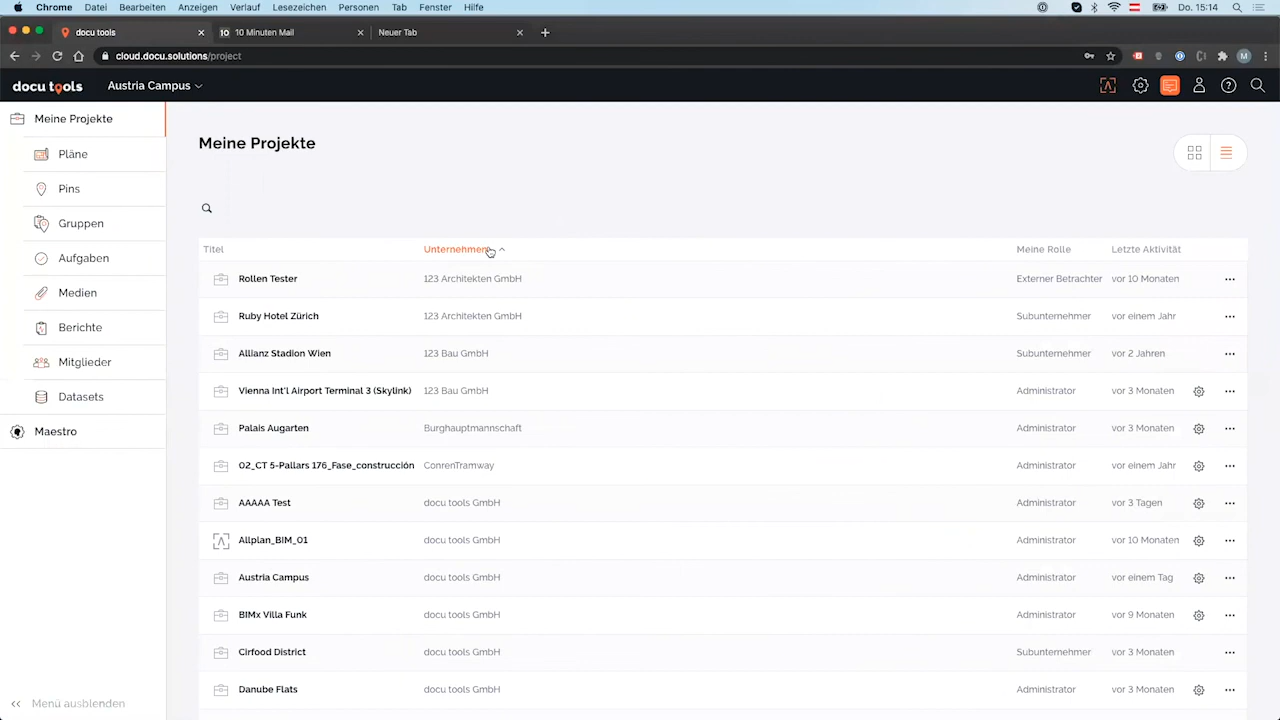 Chrome Datei Bearbeiten Anzeigen Verlauf Lesezeichen Personen Tab Fenster Hilfe Do. 15:14
docu tools 10 Minuten Mail Neuer Tab
cloud.docu.solutions/project M
docu tools Austria Campus
Meine Projekte
Pläne
Pins
Gruppen
Aufgaben
Medien
Berichte
Mitglieder
Datasets
Maestro
Menü ausblenden
Meine Projekte
Titel Unternehmen Meine Rolle Letzte Aktivität
Rollen Tester 123 Architekten GmbH Externer Betrachter vor 10 Monaten
Ruby Hotel Zürich 123 Architekten GmbH Subunternehmer vor einem Jahr
Allianz Stadion Wien 123 Bau GmbH Subunternehmer vor 2 Jahren
Vienna Int'l Airport Terminal 3 (Skylink) 123 Bau GmbH Administrator vor 3 Monaten
Palais Augarten Burghauptmannschaft Administrator vor 3 Monaten
02_CT 5-Pallars 176_Fase_construcción ConrenTramway Administrator vor einem Jahr
AAAAA Test docu tools GmbH Administrator vor 3 Tagen
Allplan_BIM_01 docu tools GmbH Administrator vor 10 Monaten
Austria Campus docu tools GmbH Administrator vor einem Tag
BIMx Villa Funk docu tools GmbH Administrator vor 9 Monaten
Cirfood District docu tools GmbH Subunternehmer vor 3 Monaten
Danube Flats docu tools GmbH Administrator vor 3 Monaten